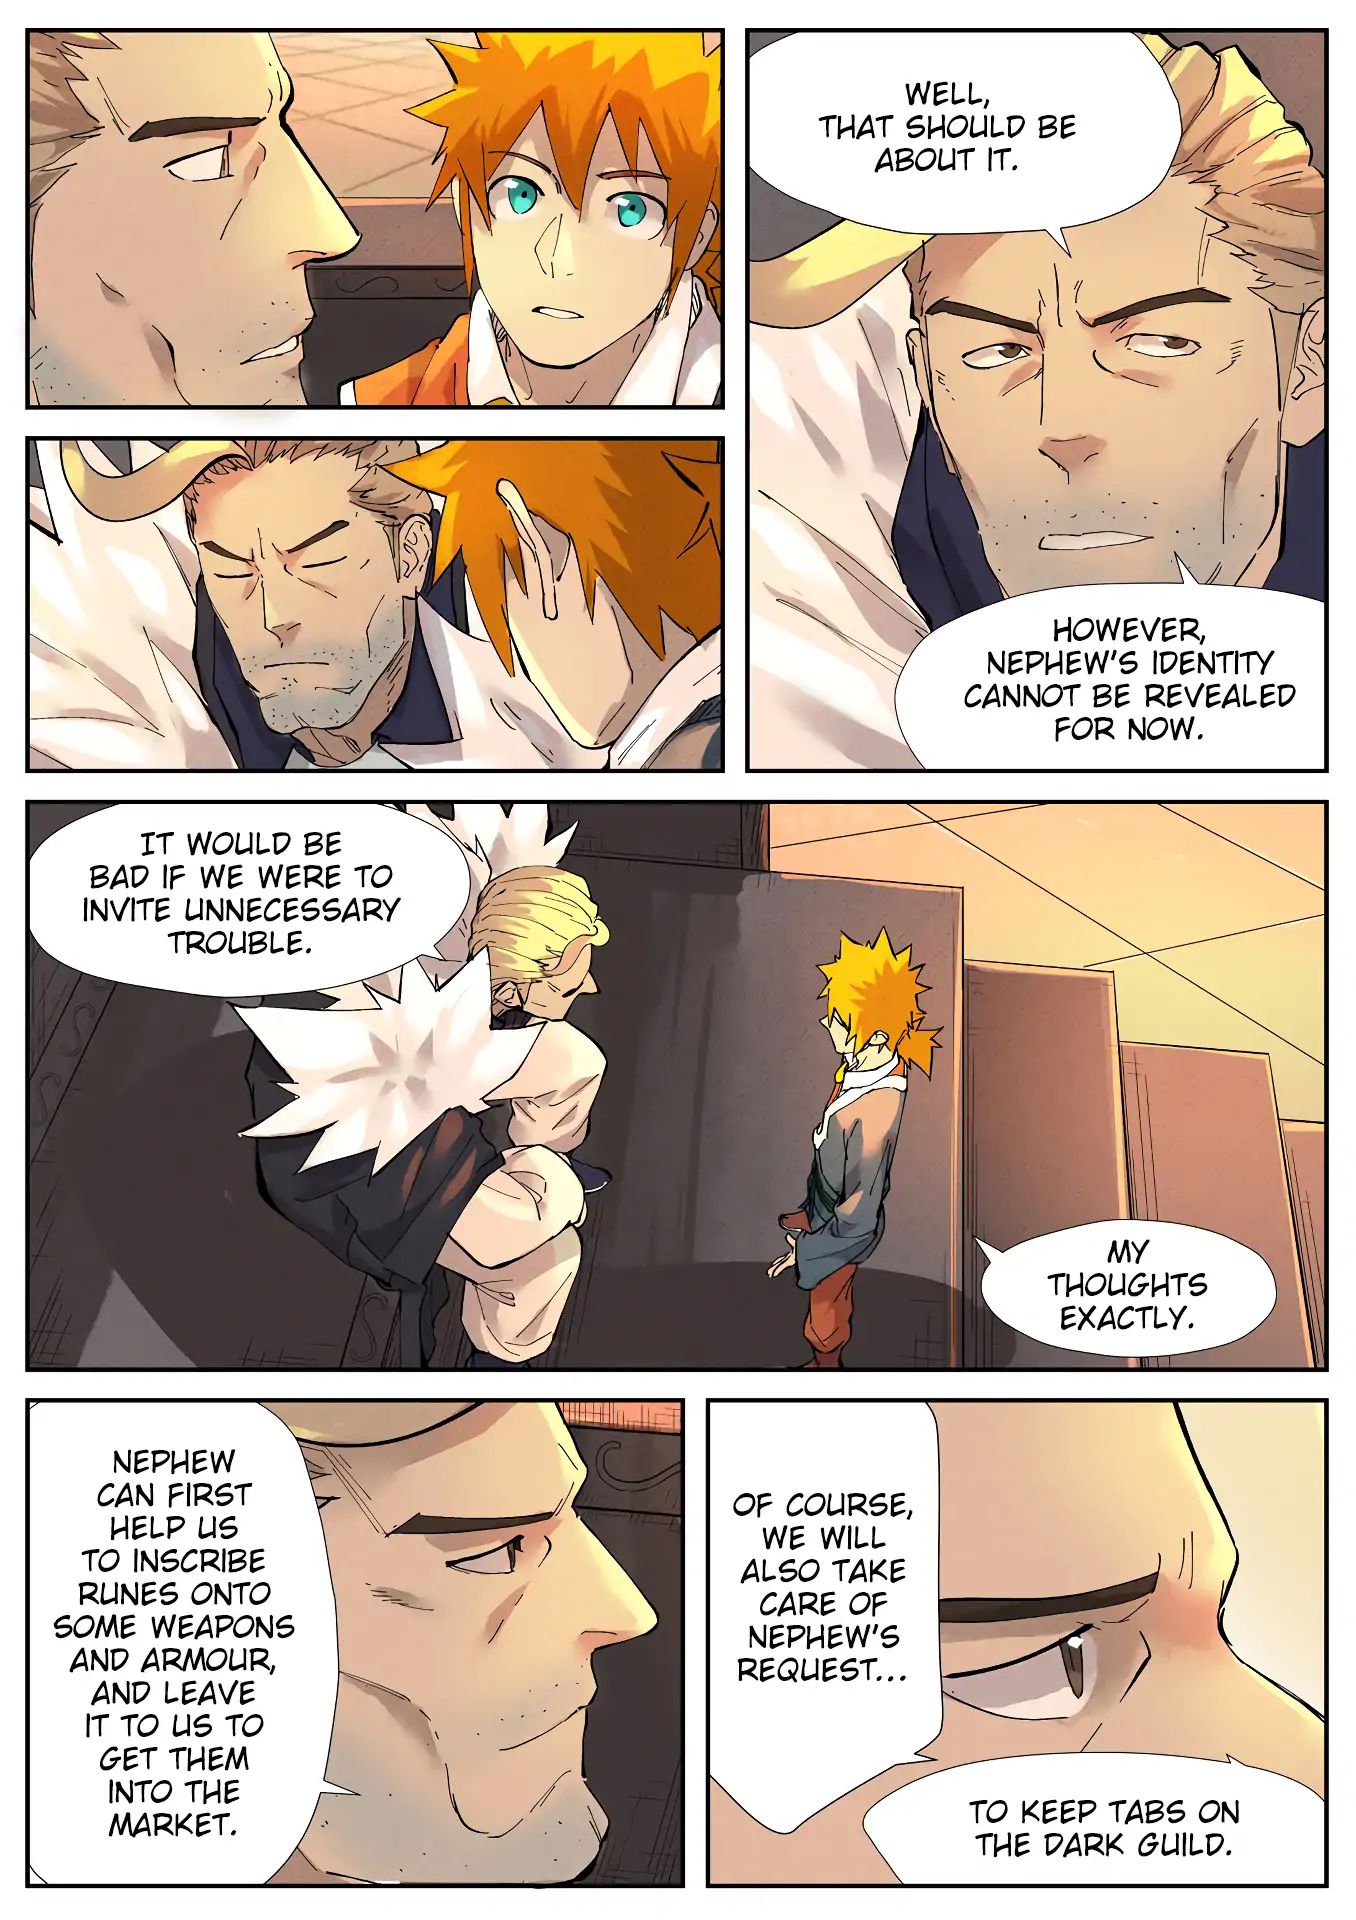 WELL,
THAT SHOULD BE
ABOUT IT.
HOWEVER,
NEPHEW'S IDENTITY
CANNOT BE REVEALED
FOR NOW.
IT WOULD BE
BAD IF WE WERE TO
INVITE UNNECESSARY
TROUBLE.
MY
THOUGHTS
EXACTLY.
NEPHEW
CAN FIRST
HELP US
TO INSCRIBE
RUNES ONTO
SOME WEAPONS
AND ARMOUR,
AND LEAVE
IT TO US TO
GET THEM
INTO THE
MARKET.
OF COURSE,
WE WILL
ALSO TAKE
CARE OF
NEPHEW'S
REQUEST...
TO KEEP TABS ON
THE DARK GUILD.